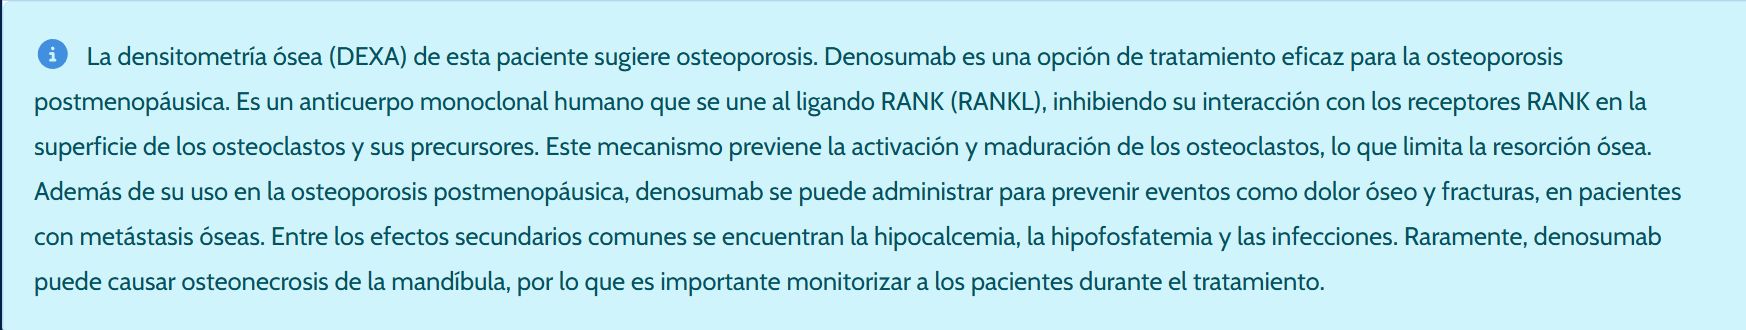 La densitometría ósea (DEXA) de esta paciente sugiere osteoporosis. Denosumab es una opción de tratamiento eficaz para la osteoporosis
postmenopáusica. Es un anticuerpo monoclonal humano que se une al ligando RANK (RANKL), inhibiendo su interacción con los receptores RANK en la
superficie de los osteoclastos y sus precursores. Este mecanismo previene la activación y maduración de los osteoclastos, lo que limita la resorción ósea.
Además de su uso en la osteoporosis postmenopáusica, denosumab se puede administrar para prevenir eventos como dolor óseo y fracturas, en pacientes
con metástasis óseas. Entre los efectos secundarios comunes se encuentran la hipocalcemia, la hipofosfatemia y las infecciones. Raramente, denosumab
puede causar osteonecrosis de la mandíbula, por lo que es importante monitorizar a los pacientes durante el tratamiento.